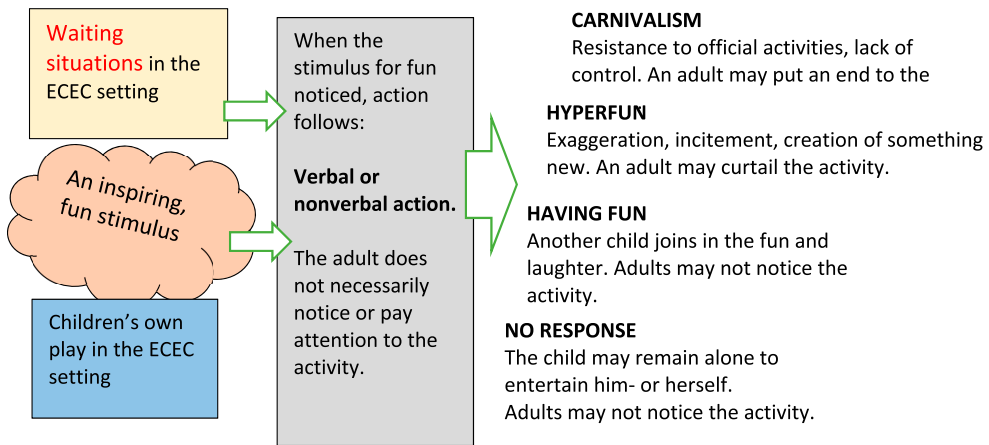 Waiting
situations in the
ECEC setting
An inspiring,
fun stimulus
Children's own
play in the ECEC
setting
When the
stimulus for fun
noticed, action
follows:
Verbal or
nonverbal action.
The adult does
not necessarily
notice or pay
attention to the
activity.
CARNIVALISM
Resistance to official activities, lack of
control. An adult may put an end to the
HYPERFUN
Exaggeration, incitement, creation of something
new. An adult may curtail the activity.
HAVING FUN
Another child joins in the fun and
laughter. Adults may not notice the
activity.
NO RESPONSE
The child may remain alone to
entertain him- or herself.
Adults may not notice the activity.